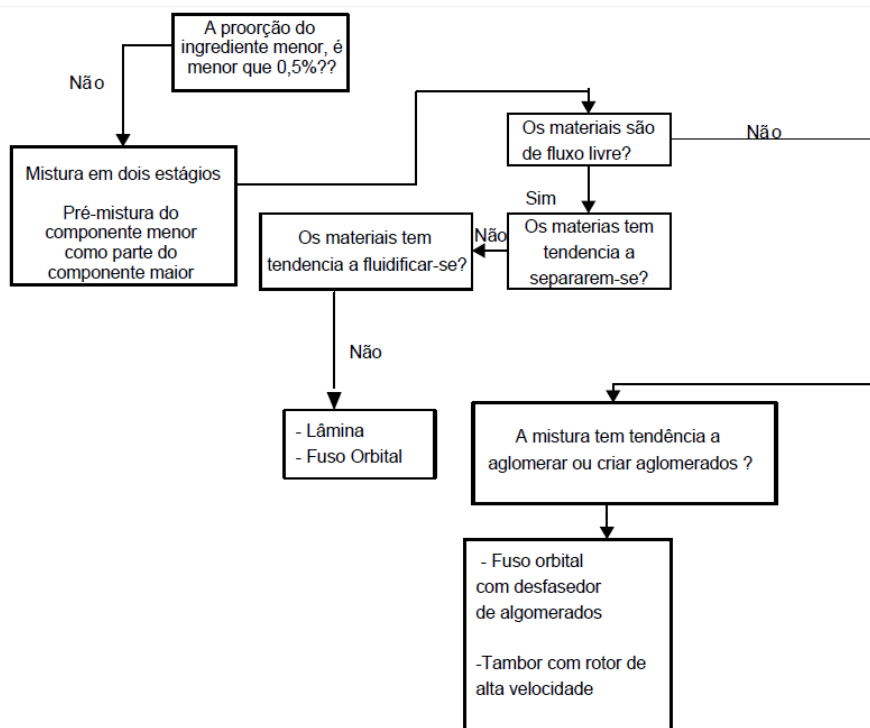 A proorção do
ingrediente menor, é
menor que 0,5%??
Não
Mistura em dois estágios
Pré-mistura do
componente menor
como parte do
componente maior
Os materiais são
de fluxo livre?
Não
Sim
Os materias tem
tendencia a
separarem-se?
Não
Os materiais tem
tendencia a fluidificar-se?
Não
- Lâmina
- Fuso Orbital
A mistura tem tendência a
aglomerar ou criar aglomerados ?
- Fuso orbital
com desfasedor
de algomerados
-Tambor com rotor de
alta velocidade